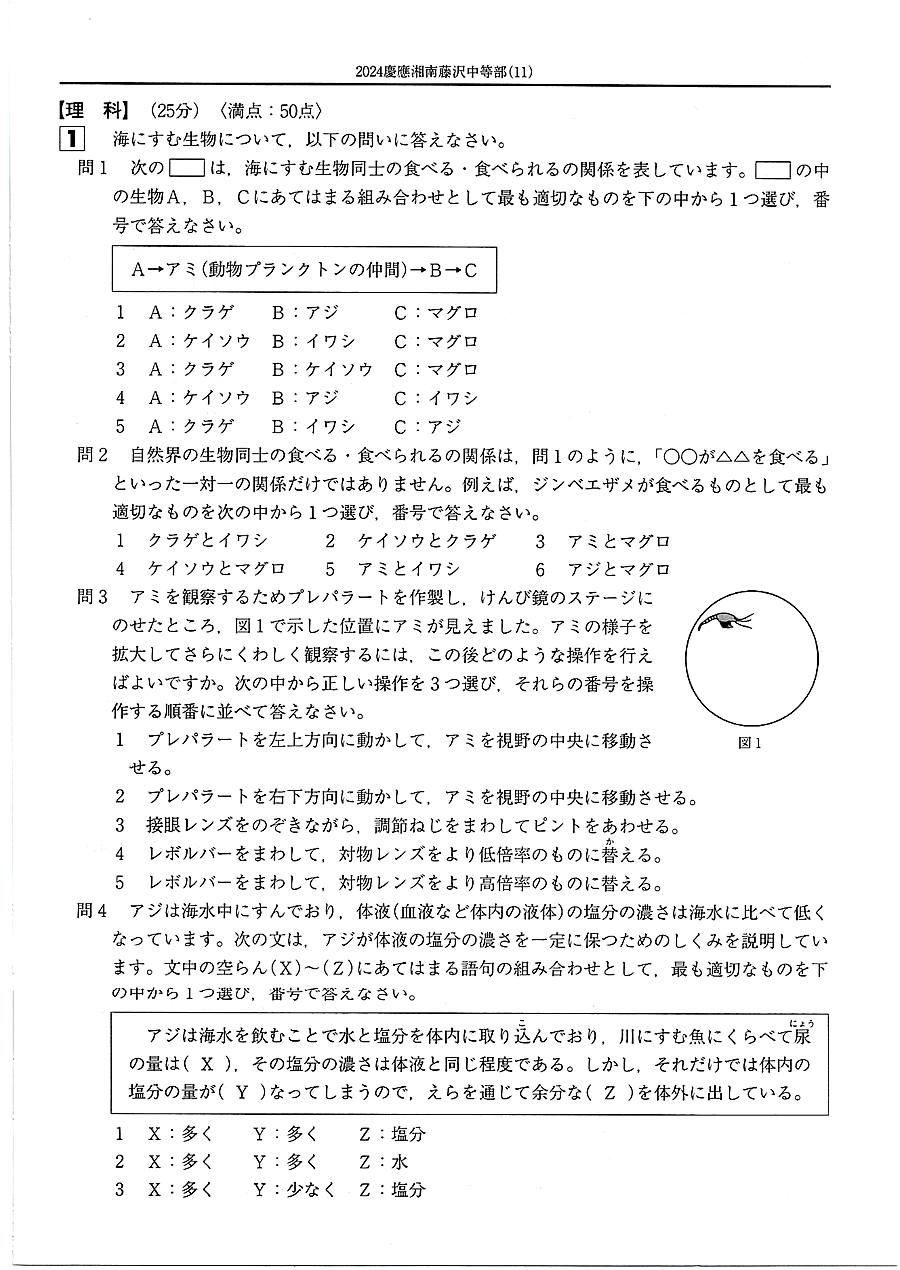 2024慶應湘南藤沢中等部(11)
【理　科】（25分）〈満点：50点〉
1　海にすむ生物について，以下の問いに答えなさい。
問1　次の□は，海にすむ生物同士の食べる・食べられるの関係を表しています。□の中
の生物A，B，Cにあてはまる組み合わせとして最も適切なものを下の中から1つ選び，番
号で答えなさい。
A→アミ(動物プランクトンの仲間)→B→C
1　A：クラゲ　B：アジ　C：マグロ
2　A：ケイソウ　B：イワシ　C：マグロ
3　A：クラゲ　B：ケイソウ　C：マグロ
4　A：ケイソウ　B：アジ　C：イワシ
5　A：クラゲ　B：イワシ　C：アジ
問2　自然界の生物同士の食べる・食べられるの関係は，問1のように，「○○が△△を食べる」
といった一対一の関係だけではありません。例えば，ジンベエザメが食べるものとして最も
適切なものを次の中から1つ選び，番号で答えなさい。
1　クラゲとイワシ　2　ケイソウとクラゲ　3　アミとマグロ
4　ケイソウとマグロ　5　アミとイワシ　6　アジとマグロ
問3　アミを観察するためプレパラートを作製し，けんび鏡のステージに
のせたところ，図1で示した位置にアミが見えました。アミの様子を
拡大してさらにくわしく観察するには，この後どのような操作を行え
ばよいですか。次の中から正しい操作を3つ選び，それらの番号を操
作する順番に並べて答えなさい。
図1
1　プレパラートを左上方向に動かして，アミを視野の中央に移動さ
せる。
2　プレパラートを右下方向に動かして，アミを視野の中央に移動させる。
3　接眼レンズをのぞきながら，調節ねじをまわしてピントをあわせる。
4　レボルバーをまわして，対物レンズをより低倍率のものに替える。
5　レボルバーをまわして，対物レンズをより高倍率のものに替える。
問4　アジは海水中にすんでおり，体液(血液など体内の液体)の塩分の濃さは海水に比べて低く
なっています。次の文は，アジが体液の塩分の濃さを一定に保つためのしくみを説明してい
ます。文中の空らん(X)～(Z)にあてはまる語句の組み合わせとして，最も適切なものを下
の中から1つ選び，番号で答えなさい。
アジは海水を飲むことで水と塩分を体内に取り込んでおり，川にすむ魚にくらべて尿
の量は( X )，その塩分の濃さは体液と同じ程度である。しかし，それだけでは体内の
塩分の量が( Y )なってしまうので，えらを通じて余分な( Z )を体外に出している。
1　X：多く　Y：多く　Z：塩分
2　X：多く　Y：多く　Z：水
3　X：多く　Y：少なく　Z：塩分